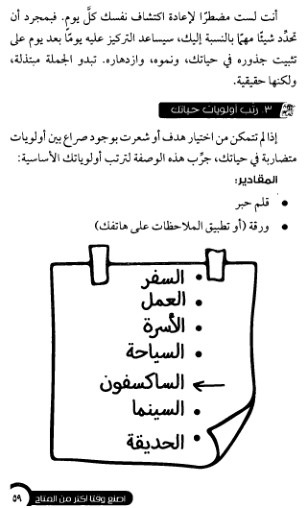 أنت لست مضطرًا لإعادة اكتشاف نفسك كلَّ يوم. فبمجرد أن
تحدِّد شيئًا مهمًّا بالنسبة إليك، سيساعد التركيز عليه يومًا بعد يوم على
تثبيت جذوره في حياتك، ونموه، وازدهاره. تبدو الجملة مبتذلة،
ولكنها حقيقية.
٣. رتب أولويات حياتك
إذا لم تتمكن من اختيار هدف أو شعرت بوجود صراع بين أولويات
متضاربة في حياتك، جرِّب هذه الوصفة لترتب أولوياتك الأساسية:
المقادير:
• قلم حبر
• ورقة (أو تطبيق الملاحظات على هاتفك)
• السفر
• العمل
• الأسرة
• السياحة
الساكسفون ←
• السينما
• الحديقة
اصنع وقتًا أكثر من المتاح ٥٩